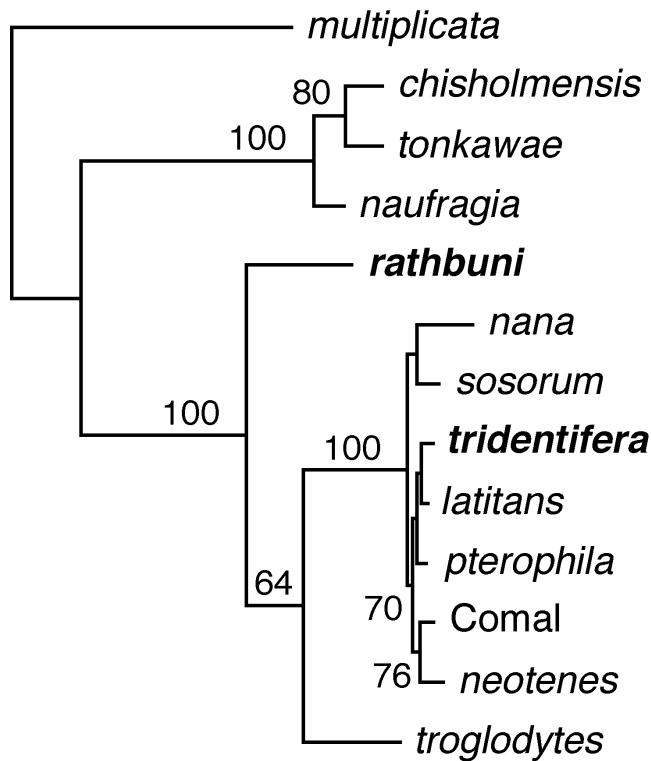 multiplicata
80
chisholmensis
100
tonkawae
naufragia
rathbuni
nana
sosorum
100
100
tridentifera
latitans
pterophila
64
70
Comal
76
neotenes
troglodytes